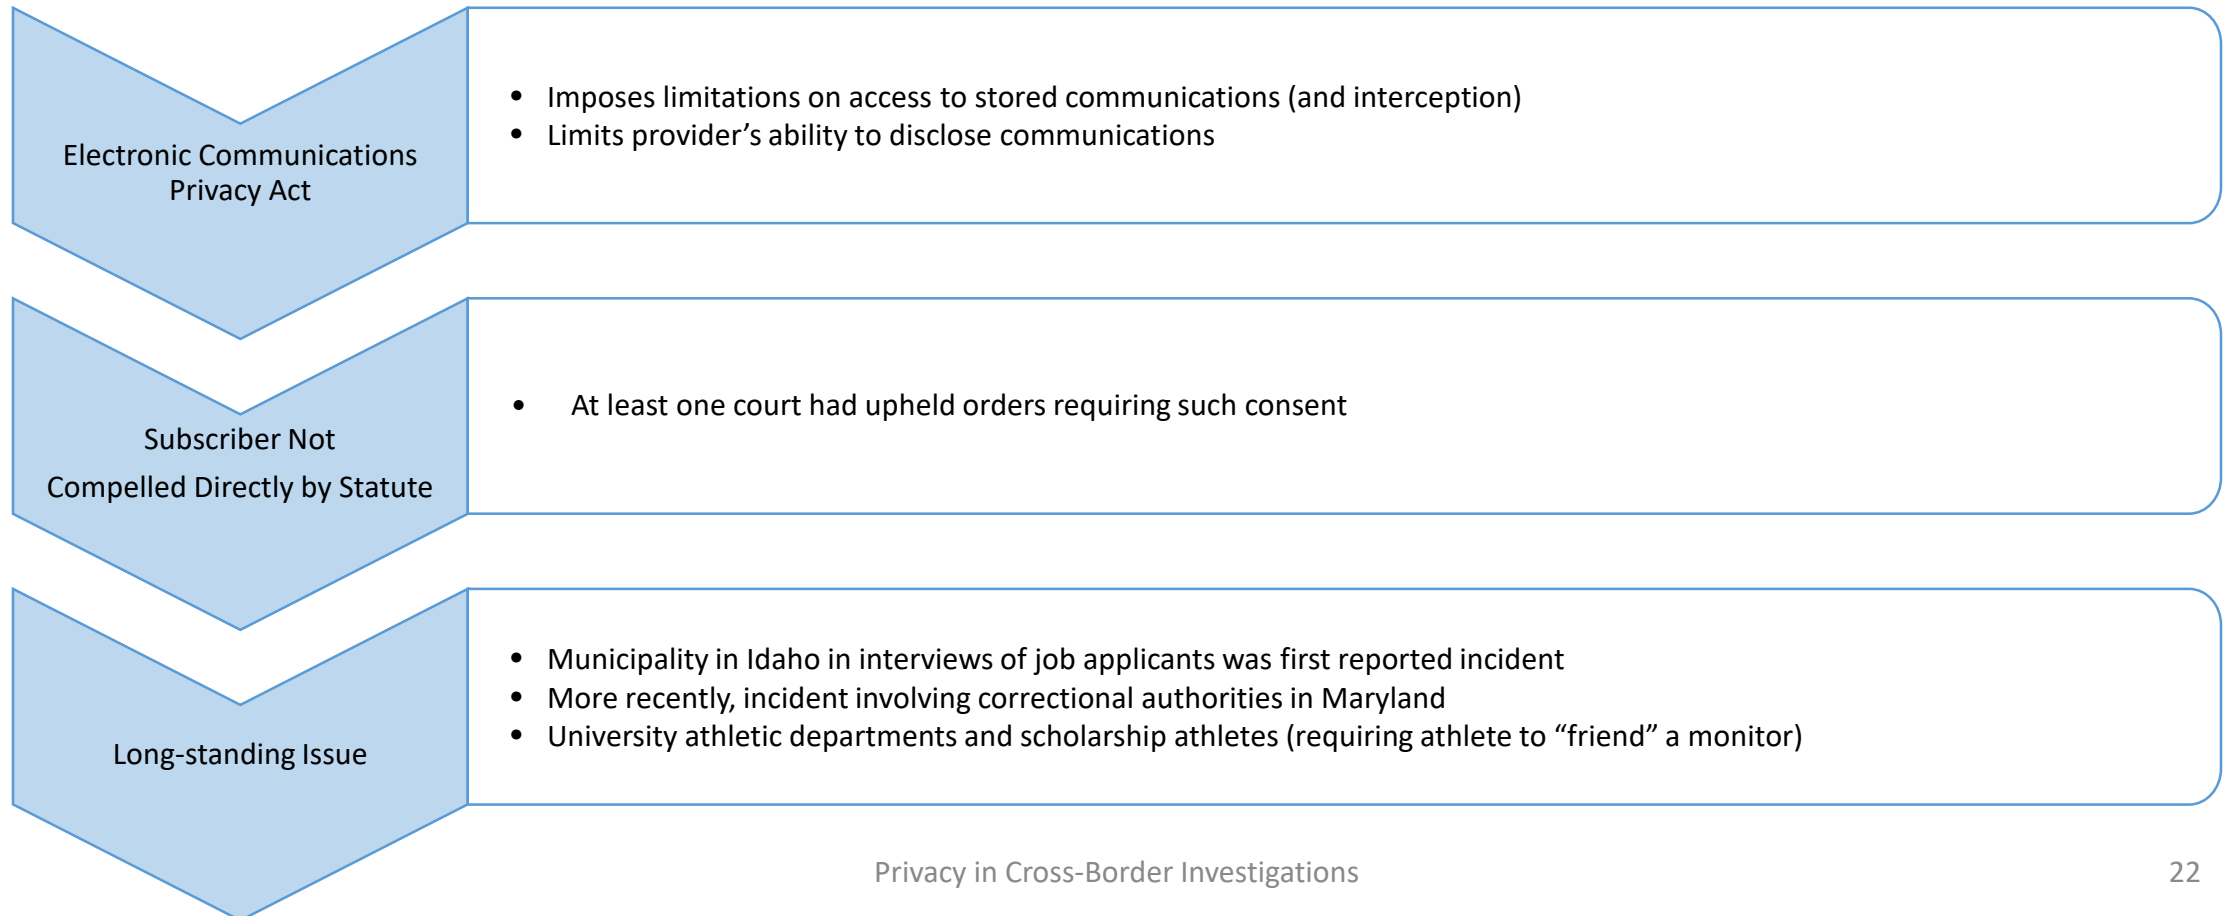 Electronic Communications
Privacy Act
• Imposes limitations on access to stored communications (and interception)
• Limits provider’s ability to disclose communications
Subscriber Not
Compelled Directly by Statute
• At least one court had upheld orders requiring such consent
Long-standing Issue
• Municipality in Idaho in interviews of job applicants was first reported incident
• More recently, incident involving correctional authorities in Maryland
• University athletic departments and scholarship athletes (requiring athlete to “friend” a monitor)
Privacy in Cross-Border Investigations
22